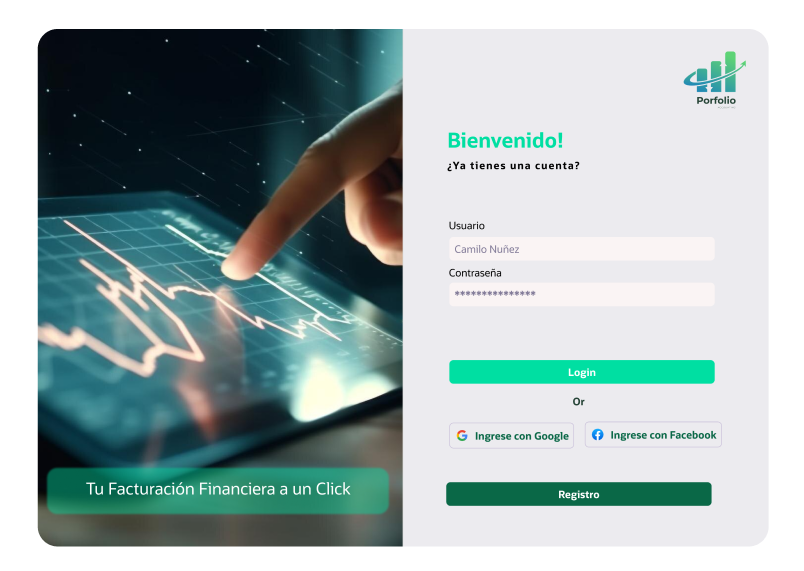 Porfolio
Bienvenido!
¿Ya tienes una cuenta?
Usuario
Camilo Nuñez
Contraseña
***************
Login
Or
Ingrese con Google
Ingrese con Facebook
Registro
Tu Facturación Financiera a un Click